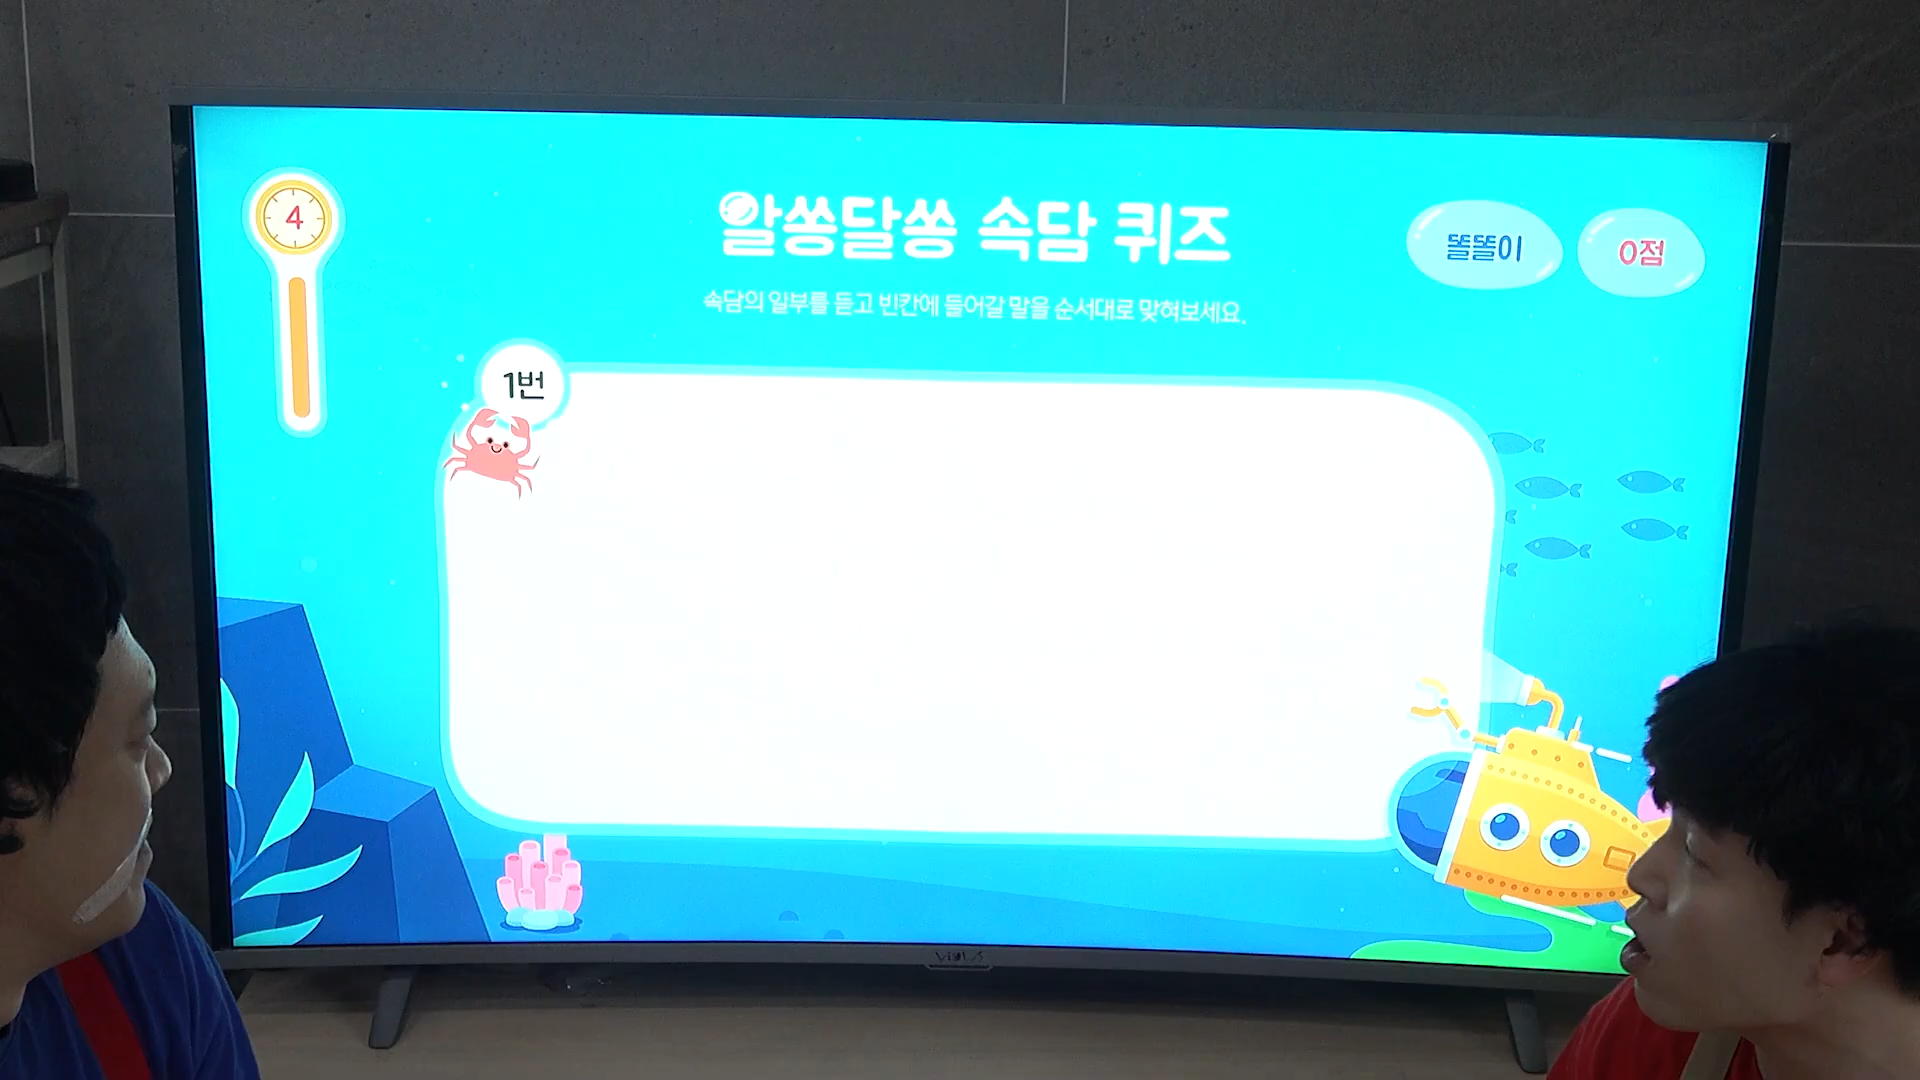 4
알쏭달쏭 속담 퀴즈
똘똘이
0점
속담의 일부를 듣고 빈칸에 들어갈 말을 순서대로 맞혀보세요.
1번